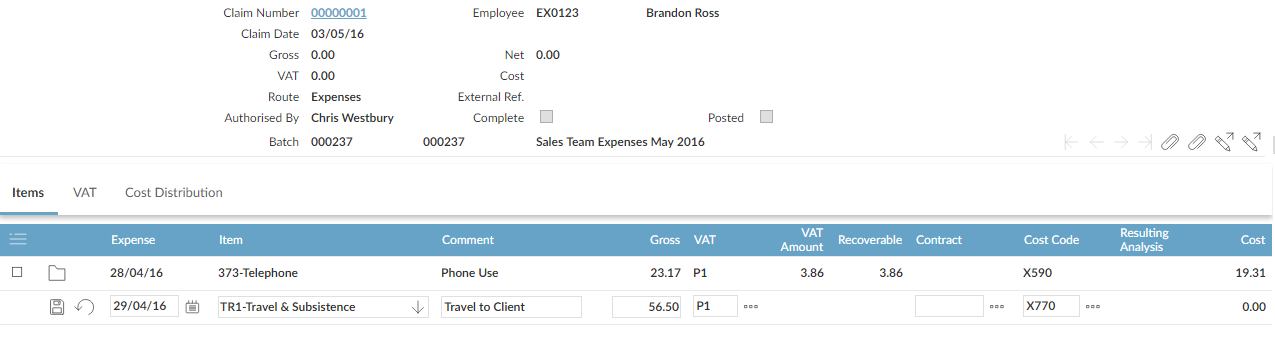 Claim Number 00000001 Employee EX0123 Brandon Ross
Claim Date 03/05/16
Gross 0.00 Net 0.00
VAT 0.00 Cost
Route Expenses External Ref.
Authorised By Chris Westbury Complete Posted
Batch 000237 000237 Sales Team Expenses May 2016
Items VAT Cost Distribution
Expense Item Comment Gross VAT VAT Amount Recoverable Contract Cost Code Resulting Analysis Cost
28/04/16 373-Telephone Phone Use 23.17 P1 3.86 3.86 X590 19.31
29/04/16 TR1-Travel & Subsistence Travel to Client 56.50 P1 X770 0.00